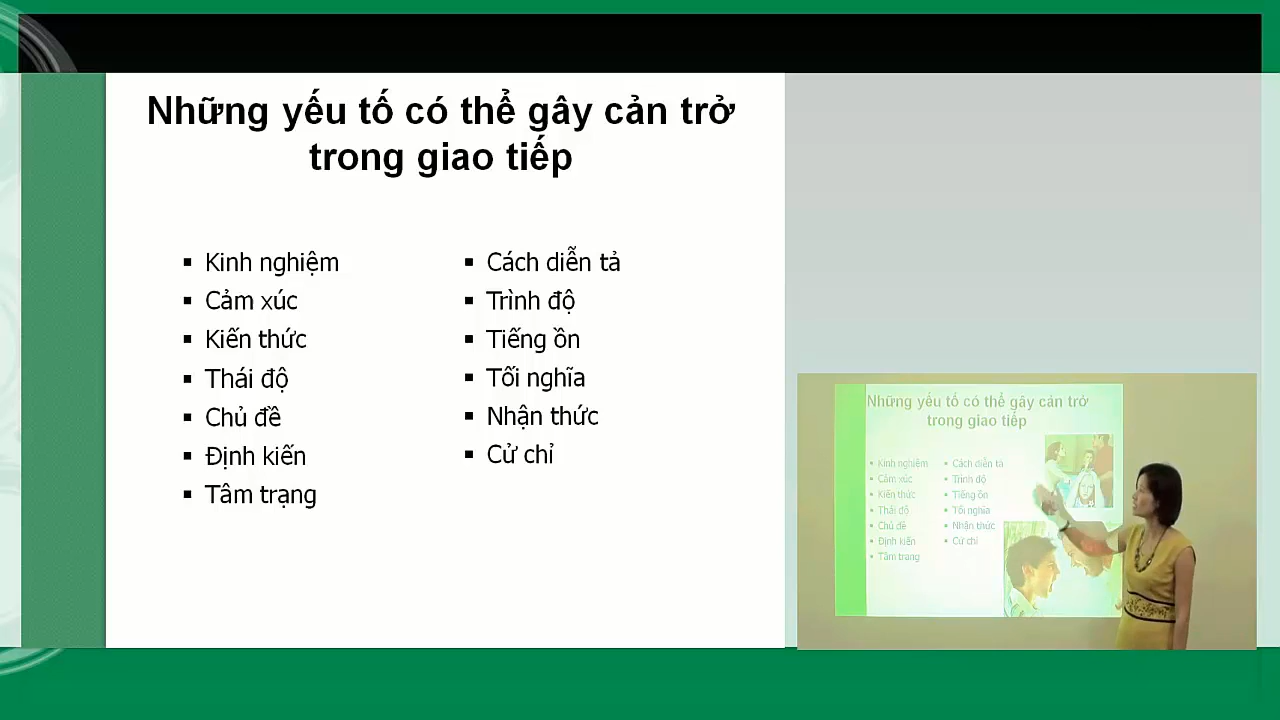 Những yếu tố có thể gây cản trở
trong giao tiếp
Kinh nghiệm
Cảm xúc
Kiến thức
Thái độ
Chủ đề
Định kiến
Tâm trạng
Cách diễn tả
Trình độ
Tiếng ồn
Tối nghĩa
Nhận thức
Cử chỉ
Những yếu tố có thể gây cản trở
trong giao tiếp
Kinh nghiệm
Cảm xúc
Kiến thức
Thái độ
Chủ đề
Định kiến
Tâm trạng
Cách diễn tả
Trình độ
Tiếng ồn
Tối nghĩa
Nhận thức
Cử chỉ